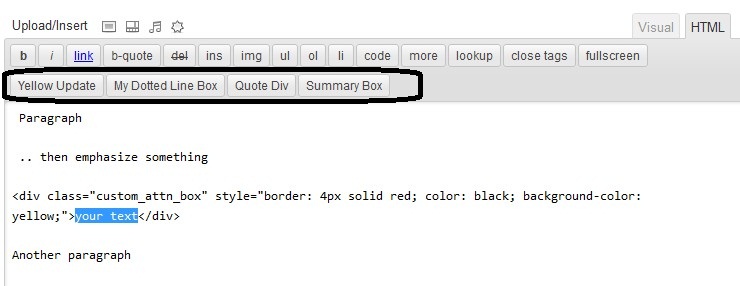 Upload/Insert Visual HTML
b i link b-quote del ins img ul ol li code more lookup close tags fullscreen
Yellow Update My Dotted Line Box Quote Div Summary Box
Paragraph
.. then emphasize something
<div class="custom_attn_box" style="border: 4px solid red; color: black; background-color:
yellow;">your text</div>
Another paragraph